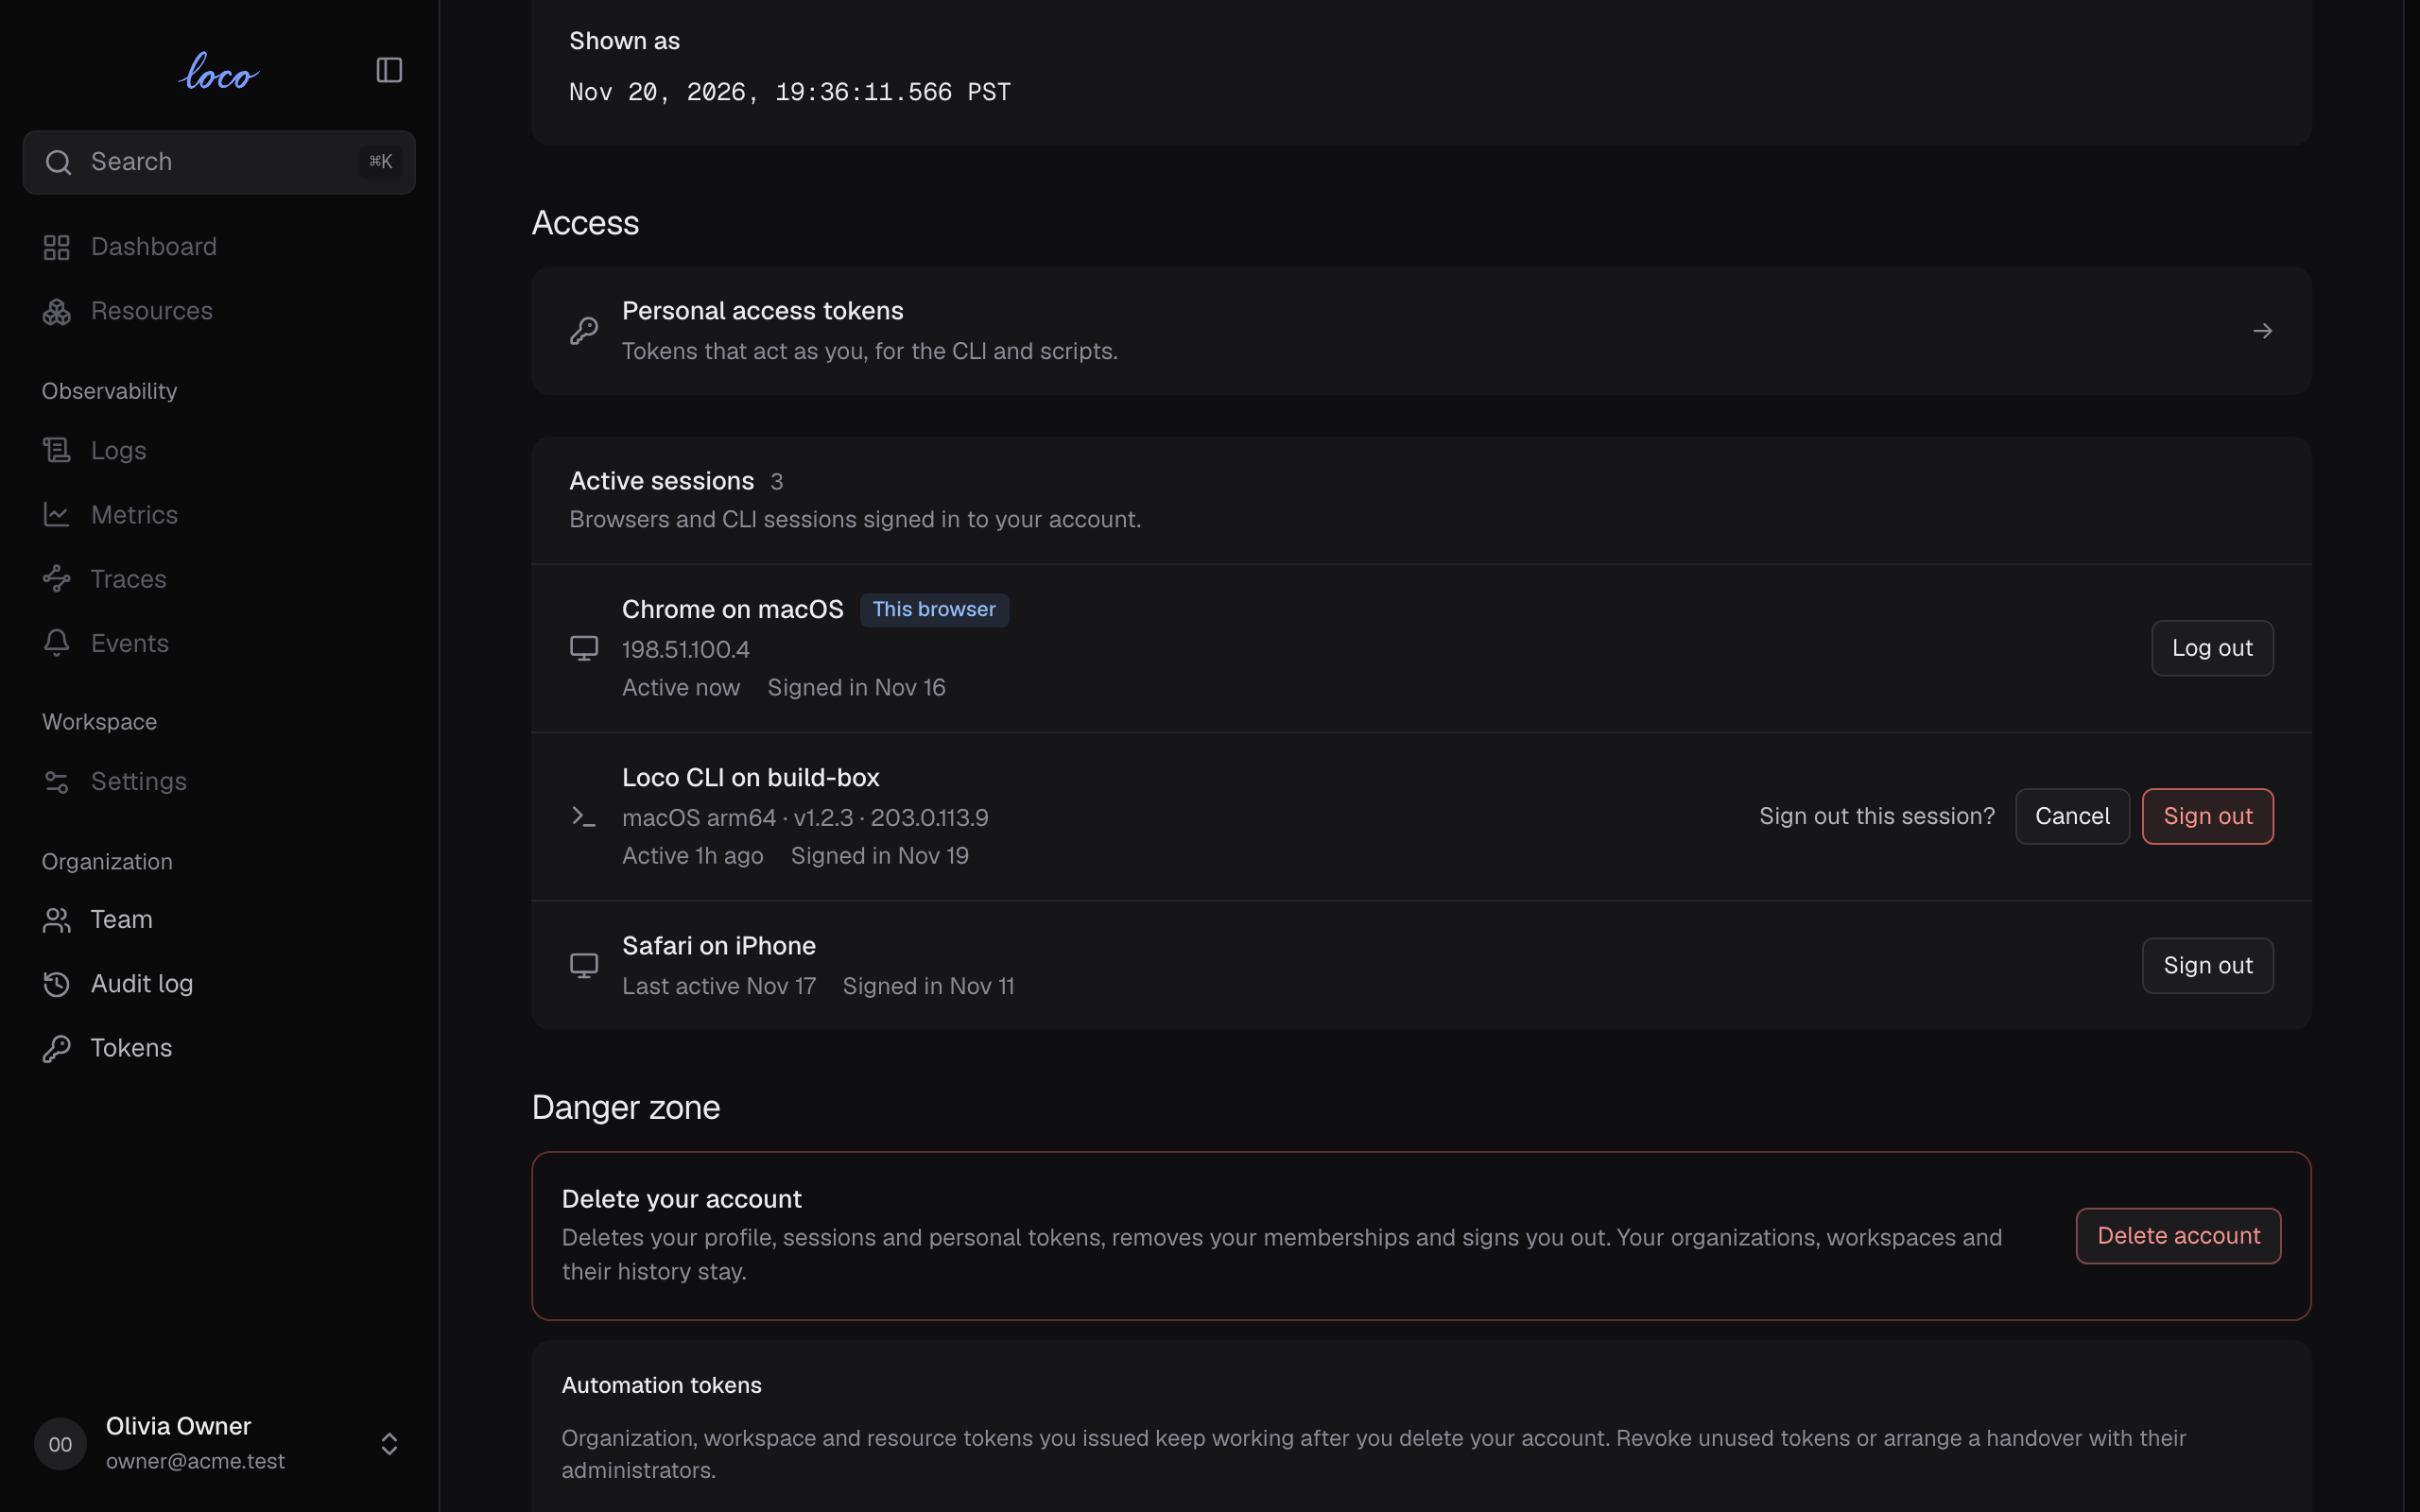 loco
Search ⌘K
Dashboard
Resources
Observability
Logs
Metrics
Traces
Events
Workspace
Settings
Organization
Team
Audit log
Tokens
OO
Olivia Owner
owner@acme.test
Shown as
Nov 20, 2026, 19:36:11.566 PST
Access
Personal access tokens
Tokens that act as you, for the CLI and scripts.
Active sessions 3
Browsers and CLI sessions signed in to your account.
Chrome on macOS This browser
198.51.100.4
Active now Signed in Nov 16
Log out
Loco CLI on build-box
macOS arm64 · v1.2.3 · 203.0.113.9
Active 1h ago Signed in Nov 19
Sign out this session? Cancel Sign out
Safari on iPhone
Last active Nov 17 Signed in Nov 11
Sign out
Danger zone
Delete your account
Deletes your profile, sessions and personal tokens, removes your memberships and signs you out. Your organizations, workspaces and
their history stay.
Delete account
Automation tokens
Organization, workspace and resource tokens you issued keep working after you delete your account. Revoke unused tokens or arrange a handover with their
administrators.